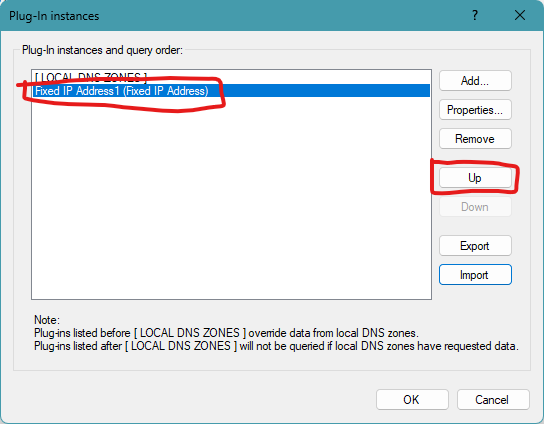 Plug-In instances
?
Plug-In instances and query order:
[ LOCAL DNS ZONES ]
Fixed IP Address1 (Fixed IP Address)
Add...
Properties...
Remove
Up
Down
Export
Import
Note:
Plug-ins listed before [ LOCAL DNS ZONES ] override data from local DNS zones.
Plug-ins listed after [ LOCAL DNS ZONES ] will not be queried if local DNS zones have requested data.
OK
Cancel